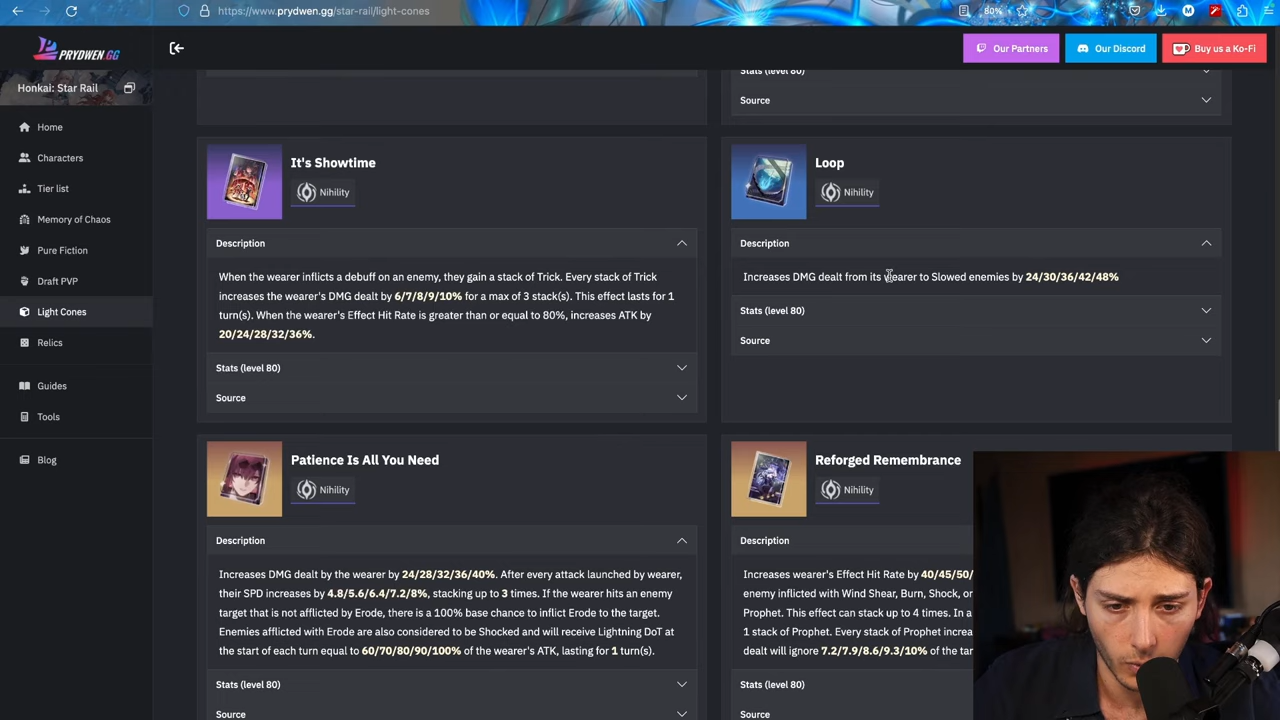 https://www.prydwen.gg/star-rail/light-cones
80%
PRYDWEN.GG
Our Partners
Our Discord
Buy us a Ko-Fi
Honkai: Star Rail
Home
Characters
Tier list
Memory of Chaos
Pure Fiction
Draft PVP
Light Cones
Relics
Guides
Tools
Blog
Stats (level 80)
Source
It's Showtime
Nihility
Description
When the wearer inflicts a debuff on an enemy, they gain a stack of Trick. Every stack of Trick
increases the wearer's DMG dealt by 6/7/8/9/10% for a max of 3 stack(s). This effect lasts for 1
turn(s). When the wearer's Effect Hit Rate is greater than or equal to 80%, increases ATK by
20/24/28/32/36%.
Stats (level 80)
Source
Loop
Nihility
Description
Increases DMG dealt from its wearer to Slowed enemies by 24/30/36/42/48%
Stats (level 80)
Source
Patience Is All You Need
Nihility
Description
Increases DMG dealt by the wearer by 24/28/32/36/40%. After every attack launched by wearer,
their SPD increases by 4.8/5.6/6.4/7.2/8%, stacking up to 3 times. If the wearer hits an enemy
target that is not afflicted by Erode, there is a 100% base chance to inflict Erode to the target.
Enemies afflicted with Erode are also considered to be Shocked and will receive Lightning DoT at
the start of each turn equal to 60/70/80/90/100% of the wearer's ATK, lasting for 1 turn(s).
Stats (level 80)
Source
Reforged Remembrance
Nihility
Description
Increases wearer's Effect Hit Rate by 40/45/50/
enemy inflicted with Wind Shear, Burn, Shock, or
Prophet. This effect can stack up to 4 times. In a
1 stack of Prophet. Every stack of Prophet increa
dealt will ignore 7.2/7.9/8.6/9.3/10% of the ta
Stats (level 80)
Source